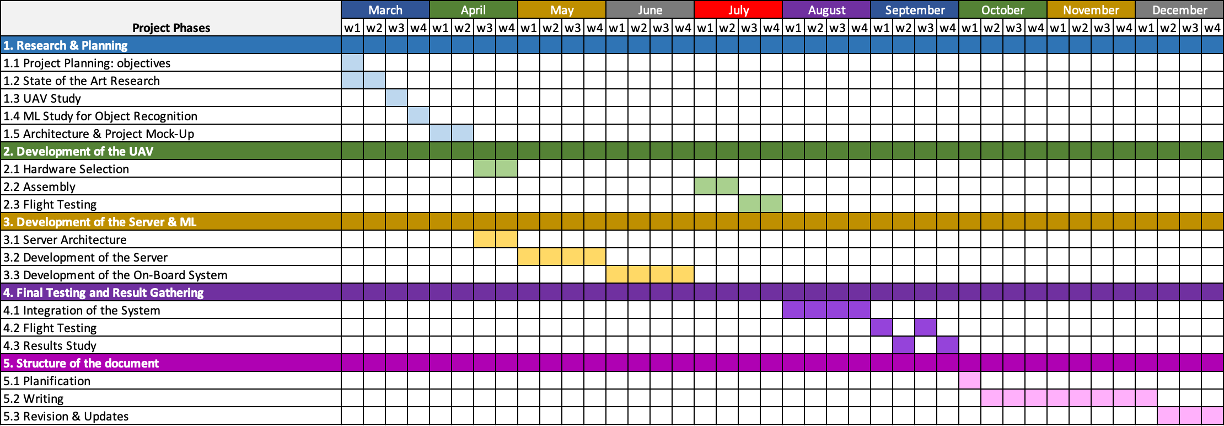 March April May June July August September October November December
Project Phases w1 w2 w3 w4 w1 w2 w3 w4 w1 w2 w3 w4 w1 w2 w3 w4 w1 w2 w3 w4 w1 w2 w3 w4 w1 w2 w3 w4 w1 w2 w3 w4 w1 w2 w3 w4 w1 w2 w3 w4
1. Research & Planning
1.1 Project Planning: objectives
1.2 State of the Art Research
1.3 UAV Study
1.4 ML Study for Object Recognition
1.5 Architecture & Project Mock-Up
2. Development of the UAV
2.1 Hardware Selection
2.2 Assembly
2.3 Flight Testing
3. Development of the Server & ML
3.1 Server Architecture
3.2 Development of the Server
3.3 Development of the On-Board System
4. Final Testing and Result Gathering
4.1 Integration of the System
4.2 Flight Testing
4.3 Results Study
5. Structure of the document
5.1 Planification
5.2 Writing
5.3 Revision & Updates